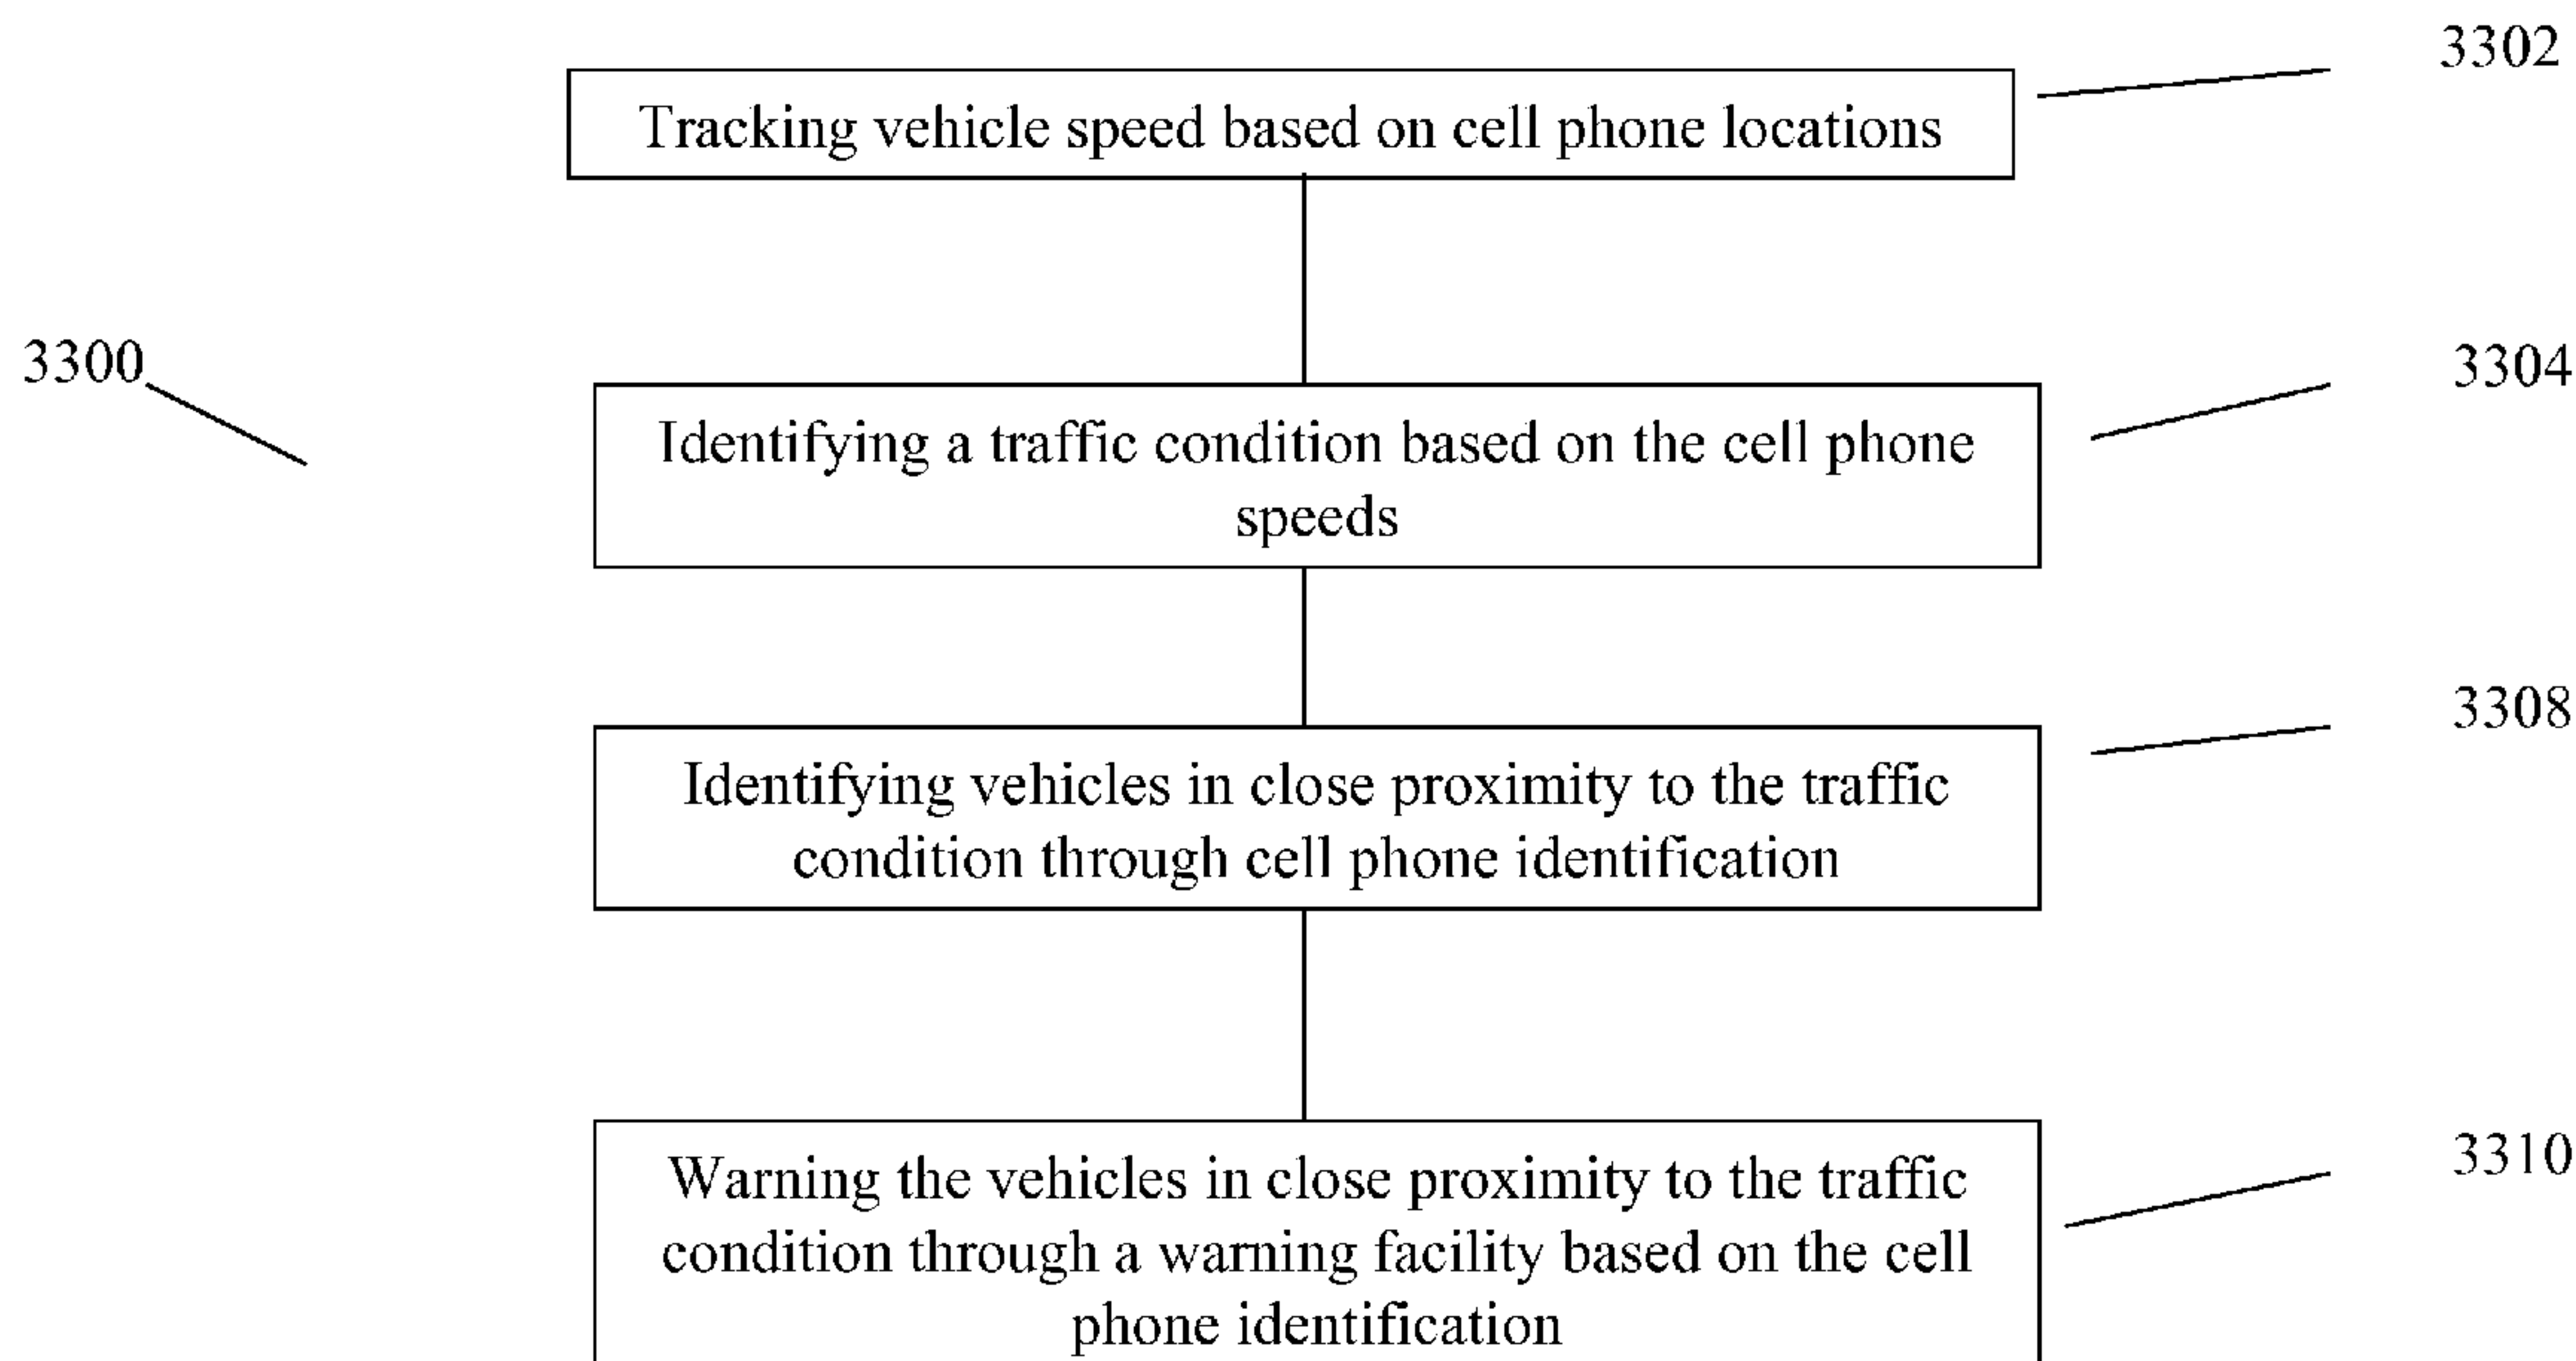 3302
Tracking vehicle speed based on cell phone locations
3300
3304
Identifying a traffic condition based on the cell phone
speeds
3308
Identifying vehicles in close proximity to the traffic
condition through cell phone identification
3310
Warning the vehicles in close proximity to the traffic
condition through a warning facility based on the cell
phone identification